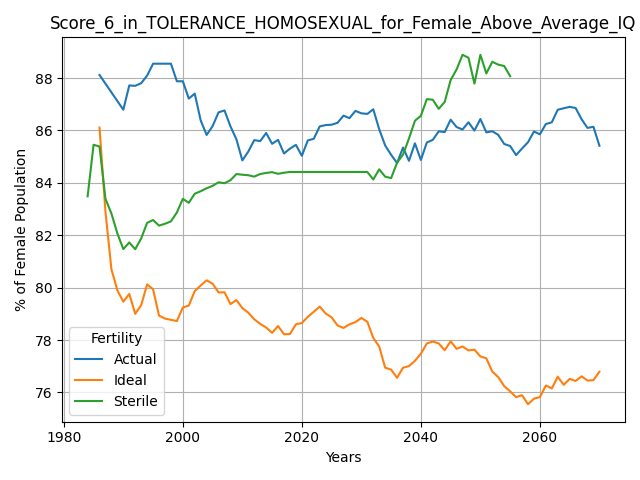 Score_6_in_TOLERANCE_HOMOSEXUAL_for_Female_Above_Average_IQ
% of Female Population
88
86
84
82
80
78
76
Fertility
Actual
Ideal
Sterile
1980 2000 2020 2040 2060
Years